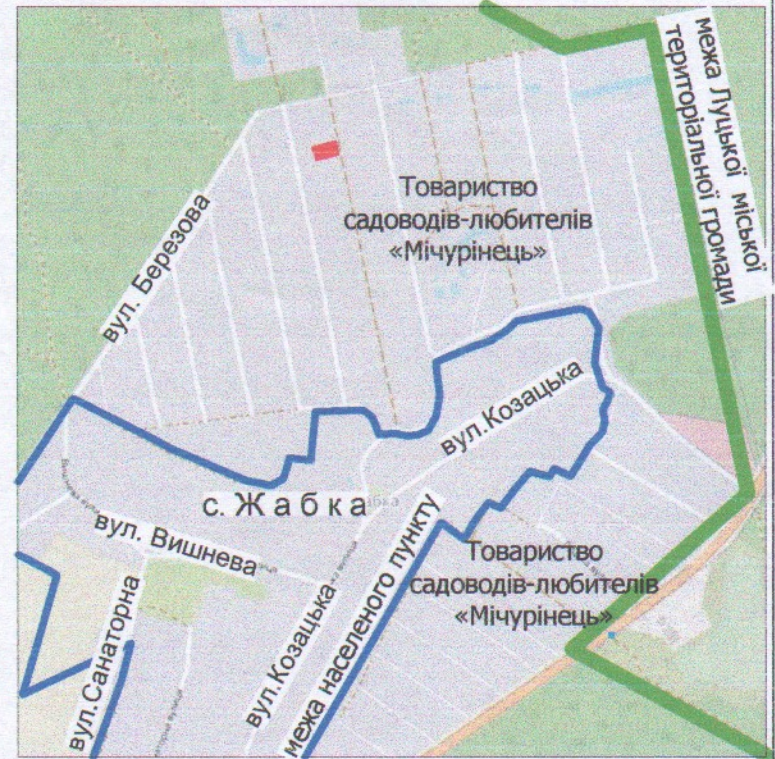 межа Луцької міської
територіальної громади
Товариство
садоводів-любителів
«Мічурінець»
вул. Березова
вул.Козацька
с. Жабка
вул. Вишнева
Товариство
садоводів-любителів
«Мічурінець»
вул.Санаторна
вул.Козацька
межа населеного пункту